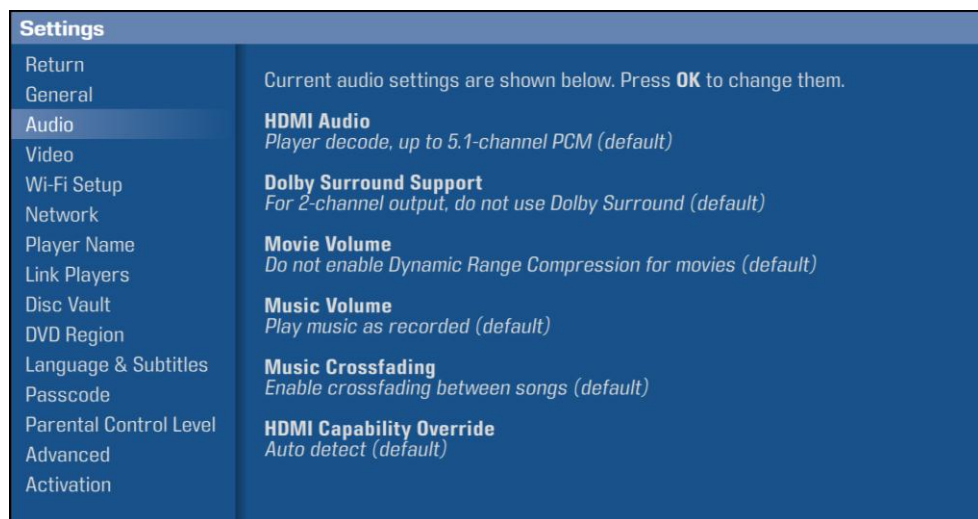 Settings
Return
General
Audio
Video
Wi-Fi Setup
Network
Player Name
Link Players
Disc Vault
DVD Region
Language & Subtitles
Passcode
Parental Control Level
Advanced
Activation
Current audio settings are shown below. Press OK to change them.
HDMI Audio
Player decode, up to 5.1-channel PCM (default)
Dolby Surround Support
For 2-channel output, do not use Dolby Surround (default)
Movie Volume
Do not enable Dynamic Range Compression for movies (default)
Music Volume
Play music as recorded (default)
Music Crossfading
Enable crossfading between songs (default)
HDMI Capability Override
Auto detect (default)